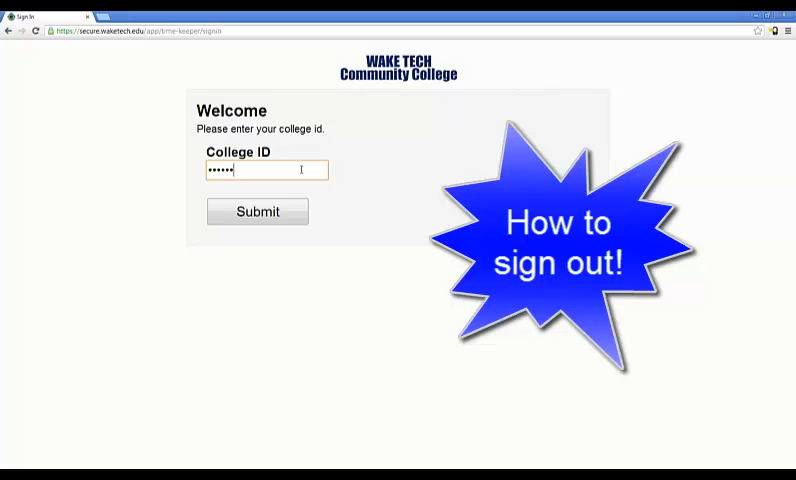 Sign In
https://secure.waketech.edu/app/time-keeper/signin
WAKE TECH
Community College
Welcome
Please enter your college id.
College ID
••••••
Submit
How to
sign out!